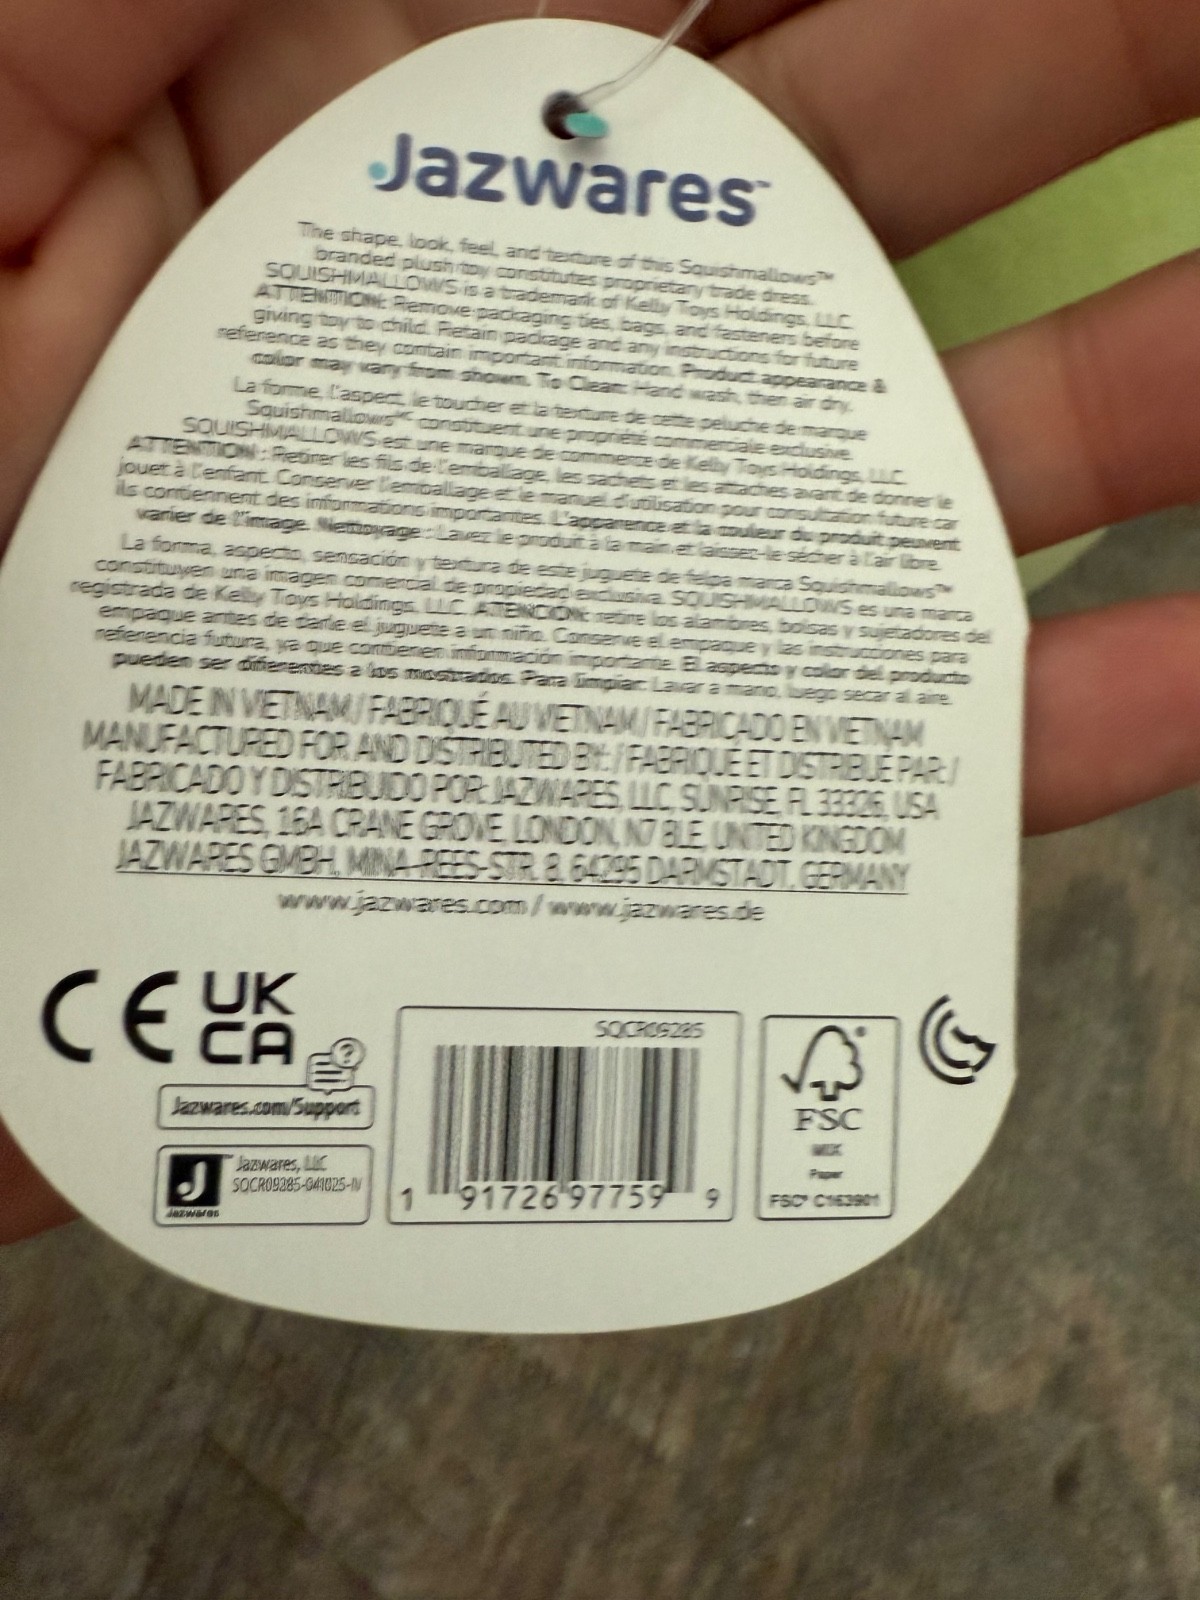 Jazwares™
The shape, look, feel, and texture of this Squishmallows™
branded plush toy constitutes proprietary trade dress.
SQUISHMALLOWS is a trademark of Kelly Toys Holdings, LLC.
ATTENTION: Remove packaging ties, bags, and fasteners before
giving toy to child. Retain package and any instructions for future
reference as they contain important information. Product appearance &
color may vary from shown. To Clean: Hand wash, then air dry.
La forme, l'aspect, le toucher et la texture de cette peluche de marque
Squishmallowsᴹᶜ constituent une propriété commerciale exclusive.
SQUISHMALLOWS est une marque de commerce de Kelly Toys Holdings, LLC.
ATTENTION : Retirer les fils de l'emballage, les sachets et les attaches avant de donner le
jouet à l'enfant. Conserver l'emballage et le manuel d'utilisation pour consultation future car
ils contiennent des informations importantes. L'apparence et la couleur du produit peuvent
varier de l'image. Nettoyage : Lavez le produit à la main et laissez-le sécher à l'air libre.
La forma, aspecto, sensación y textura de este juguete de felpa marca Squishmallows™
constituyen una imagen comercial de propiedad exclusiva. SQUISHMALLOWS es una marca
registrada de Kelly Toys Holdings, LLC. ATENCIÓN: retire los alambres, bolsas y sujetadores del
empaque antes de darle el juguete a un niño. Conserve el empaque y las instrucciones para
referencia futura, ya que contienen información importante. El aspecto y color del producto
pueden ser diferentes a los mostrados. Para limpiar: Lavar a mano, luego secar al aire.
MADE IN VIETNAM / FABRIQUÉ AU VIETNAM / FABRICADO EN VIETNAM
MANUFACTURED FOR AND DISTRIBUTED BY: / FABRIQUÉ ET DISTRIBUÉ PAR: /
FABRICADO Y DISTRIBUIDO POR: JAZWARES, LLC, SUNRISE, FL 33326, USA
JAZWARES, 16A CRANE GROVE, LONDON, N7 8LE, UNITED KINGDOM
JAZWARES GMBH, MINA-REES-STR. 8, 64295 DARMSTADT, GERMANY
www.jazwares.com / www.jazwares.de
CE UK
CA
Jazwares.com/Support
Jazwares™
Jazwares, LLC
SQCR09285-041025-IV
SQCR09285
1 91726 97759 9
FSC®
MIX
Paper
FSC® C163901